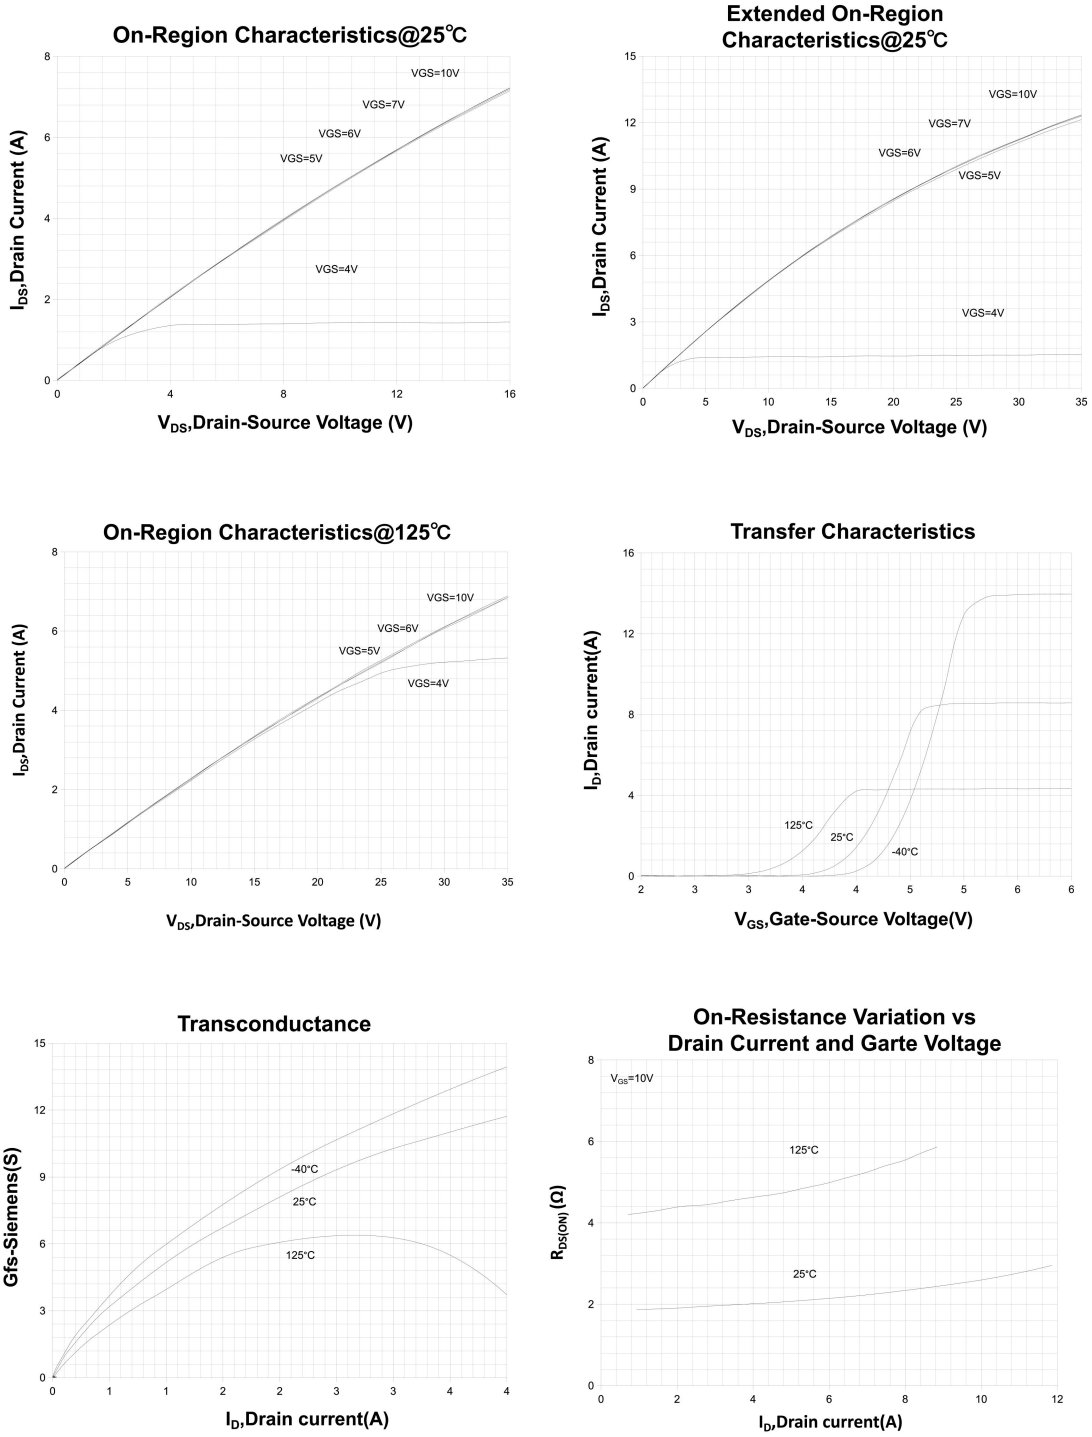 On-Region Characteristics@25℃
8
6
4
2
0
0 4 8 12 16
VGS=10V
VGS=7V
VGS=6V
VGS=5V
VGS=4V
IDS,Drain Current (A)
VDS,Drain-Source Voltage (V)
Extended On-Region
Characteristics@25℃
15
12
9
6
3
0
0 5 10 15 20 25 30 35
VGS=10V
VGS=7V
VGS=6V
VGS=5V
VGS=4V
IDS,Drain Current (A)
VDS,Drain-Source Voltage (V)
On-Region Characteristics@125℃
8
6
4
2
0
0 5 10 15 20 25 30 35
VGS=10V
VGS=6V
VGS=5V
VGS=4V
IDS,Drain Current (A)
VDS,Drain-Source Voltage (V)
Transfer Characteristics
16
12
8
4
0
2 3 3 4 4 5 5 6 6
125°C
25°C
-40°C
ID,Drain current(A)
VGS,Gate-Source Voltage(V)
Transconductance
15
12
9
6
3
0
0 1 1 2 2 3 3 4 4
-40°C
25°C
125°C
Gfs-Siemens(S)
ID,Drain current(A)
On-Resistance Variation vs
Drain Current and Garte Voltage
8
6
4
2
0
0 2 4 6 8 10 12
VGS=10V
125°C
25°C
RDS(ON) (Ω)
ID,Drain current(A)